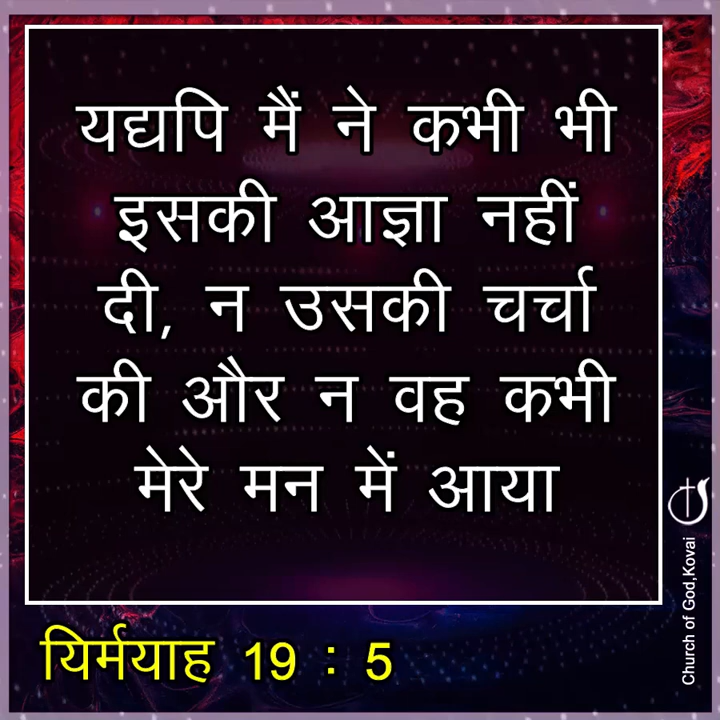 यद्यपि मैं ने कभी भी
इसकी आज्ञा नहीं
दी, न उसकी चर्चा
की और न वह कभी
मेरे मन में आया
यिर्मयाह 19 : 5
Church of God,Kovai